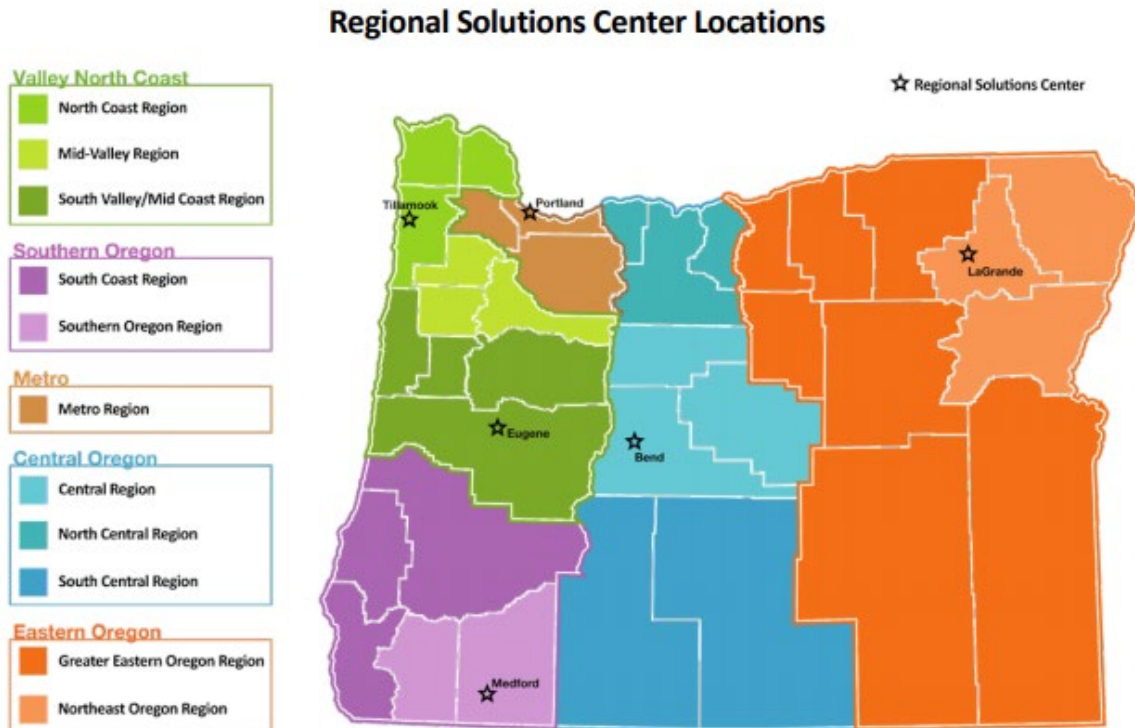 Regional Solutions Center Locations
Valley North Coast
North Coast Region
Mid-Valley Region
South Valley/Mid Coast Region
Southern Oregon
South Coast Region
Southern Oregon Region
Metro
Metro Region
Central Oregon
Central Region
North Central Region
South Central Region
Eastern Oregon
Greater Eastern Oregon Region
Northeast Oregon Region
Regional Solutions Center
Portland
Tillamook
LaGrande
Eugene
Bend
Medford